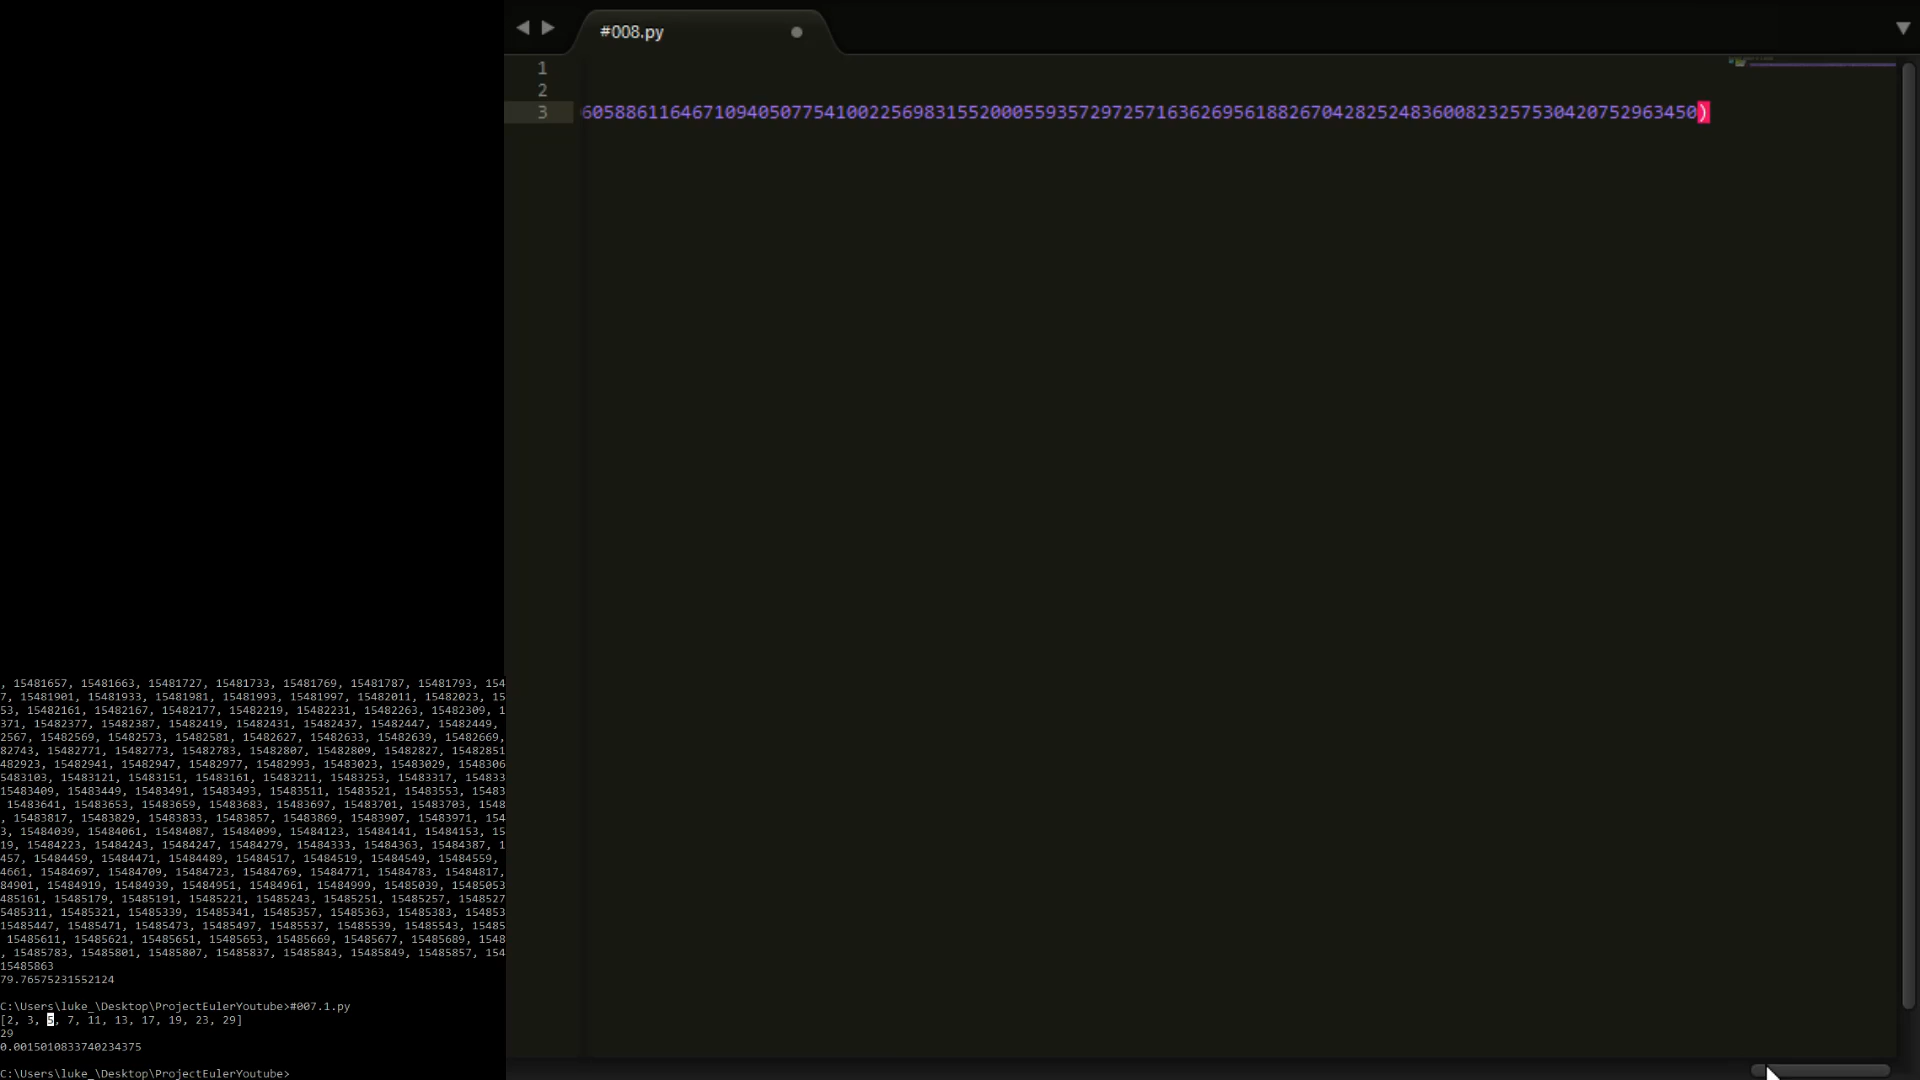 #008.py
1
2
3 60588611646710940507754100225698315520005593572972571636269561882670428252483600823257530420752963450)
, 15481657, 15481663, 15481727, 15481733, 15481769, 15481787, 15481793, 154
7, 15481901, 15481933, 15481981, 15481993, 15481997, 15482011, 15482023, 15
53, 15482161, 15482167, 15482177, 15482219, 15482231, 15482263, 15482309, 1
371, 15482377, 15482387, 15482419, 15482431, 15482437, 15482447, 15482449,
2567, 15482569, 15482573, 15482581, 15482627, 15482633, 15482639, 15482669,
82743, 15482771, 15482773, 15482783, 15482807, 15482809, 15482827, 15482851
482923, 15482941, 15482947, 15482977, 15482993, 15483023, 15483029, 1548306
5483103, 15483121, 15483151, 15483161, 15483211, 15483253, 15483317, 154833
15483409, 15483449, 15483491, 15483493, 15483511, 15483521, 15483553, 15483
15483641, 15483653, 15483659, 15483683, 15483697, 15483701, 15483703, 1548
, 15483817, 15483829, 15483833, 15483857, 15483869, 15483907, 15483971, 154
3, 15484039, 15484061, 15484087, 15484099, 15484123, 15484141, 15484153, 15
19, 15484223, 15484243, 15484247, 15484279, 15484333, 15484363, 15484387, 1
457, 15484459, 15484471, 15484489, 15484517, 15484519, 15484549, 15484559,
4661, 15484697, 15484709, 15484723, 15484769, 15484771, 15484783, 15484817,
84901, 15484919, 15484939, 15484951, 15484961, 15484999, 15485039, 15485053
485161, 15485179, 15485191, 15485221, 15485243, 15485251, 15485257, 1548527
5485311, 15485321, 15485339, 15485341, 15485357, 15485363, 15485383, 154853
15485447, 15485471, 15485473, 15485497, 15485537, 15485539, 15485543, 15485
15485611, 15485621, 15485651, 15485653, 15485669, 15485677, 15485689, 1548
, 15485783, 15485801, 15485807, 15485837, 15485843, 15485849, 15485857, 154
15485863
79.76575231552124
C:\Users\luke_\Desktop\ProjectEulerYoutube>#007.1.py
[2, 3, 5, 7, 11, 13, 17, 19, 23, 29]
29
0.0015010833740234375
C:\Users\luke_\Desktop\ProjectEulerYoutube>